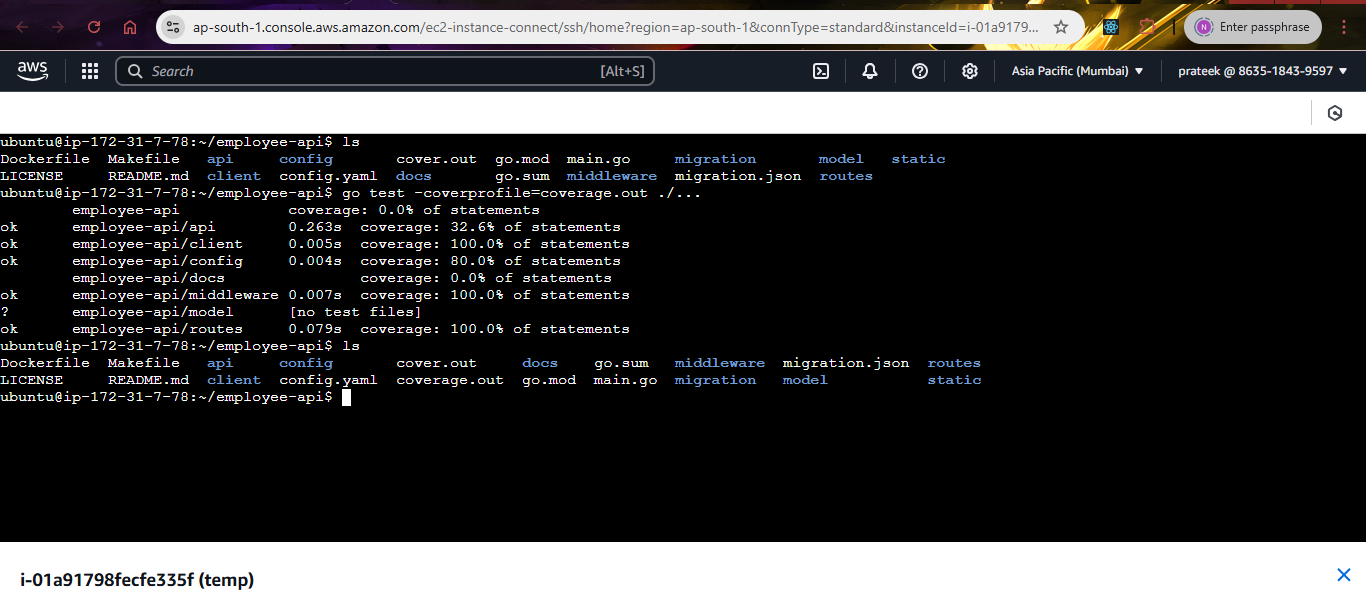 ap-south-1.console.aws.amazon.com/ec2-instance-connect/ssh/home?region=ap-south-1&connType=standard&instanceId=i-01a9179...
N Enter passphrase
aws Search [Alt+S] Asia Pacific (Mumbai) ▼ prateek @ 8635-1843-9597 ▼
ubuntu@ip-172-31-7-78:~/employee-api$ ls
Dockerfile  Makefile   api     config       cover.out  go.mod  main.go     migration       model   static
LICENSE     README.md  client  config.yaml  docs       go.sum  middleware  migration.json  routes
ubuntu@ip-172-31-7-78:~/employee-api$ go test -coverprofile=coverage.out ./...
        employee-api            coverage: 0.0% of statements
ok      employee-api/api        0.263s  coverage: 32.6% of statements
ok      employee-api/client     0.005s  coverage: 100.0% of statements
ok      employee-api/config     0.004s  coverage: 80.0% of statements
        employee-api/docs               coverage: 0.0% of statements
ok      employee-api/middleware 0.007s  coverage: 100.0% of statements
?       employee-api/model      [no test files]
ok      employee-api/routes     0.079s  coverage: 100.0% of statements
ubuntu@ip-172-31-7-78:~/employee-api$ ls
Dockerfile  Makefile   api     config       cover.out     docs    go.sum   middleware  migration.json  routes
LICENSE     README.md  client  config.yaml  coverage.out  go.mod  main.go  migration   model           static
ubuntu@ip-172-31-7-78:~/employee-api$
i-01a91798fecfe335f (temp)